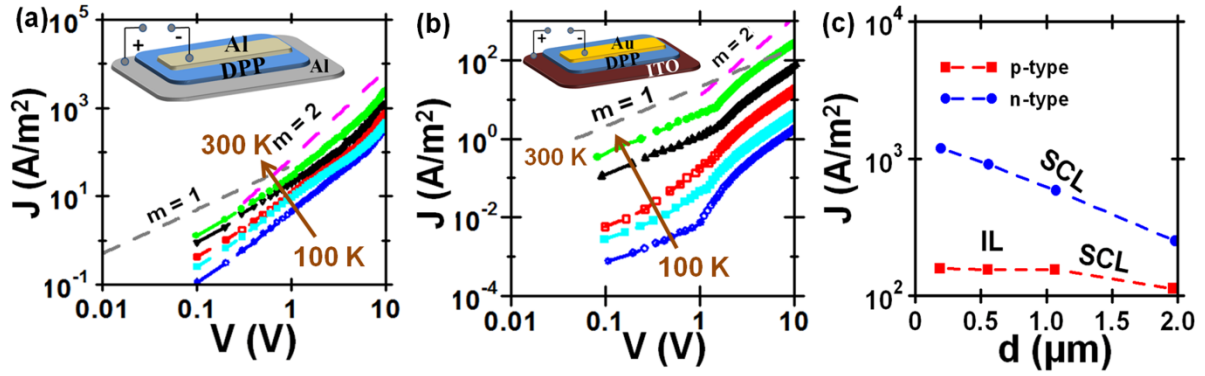 (a)
+
-
Al
DPP
Al
10^5
10^3
10^1
10^-1
J (A/m²)
m = 1
m = 2
300 K
100 K
0.01
0.1
1
10
V (V)
(b)
+
-
Au
DPP
ITO
10^2
10^0
10^-2
10^-4
J (A/m²)
m = 1
m = 2
300 K
100 K
0.01
0.1
1
10
V (V)
(c)
10^4
10^3
10^2
J (A/m²)
p-type
n-type
SCL
IL
SCL
0
0.5
1.0
1.5
2.0
d (μm)